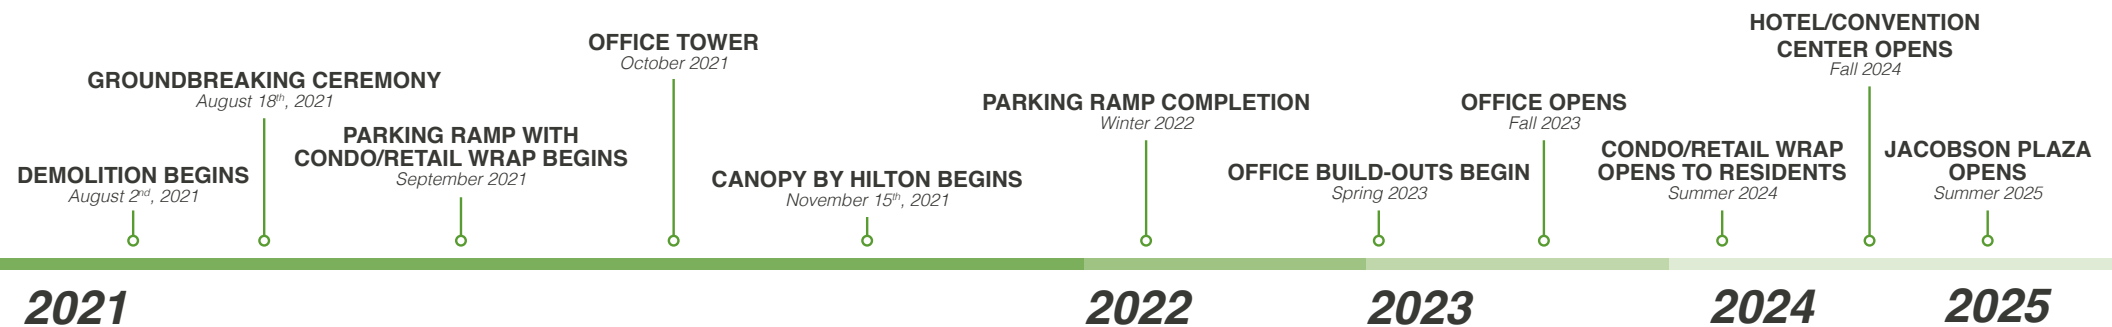 DEMOLITION BEGINS
August 2nd, 2021
GROUNDBREAKING CEREMONY
August 18th, 2021
PARKING RAMP WITH
CONDO/RETAIL WRAP BEGINS
September 2021
OFFICE TOWER
October 2021
CANOPY BY HILTON BEGINS
November 15th, 2021
PARKING RAMP COMPLETION
Winter 2022
OFFICE BUILD-OUTS BEGIN
Spring 2023
OFFICE OPENS
Fall 2023
CONDO/RETAIL WRAP
OPENS TO RESIDENTS
Summer 2024
HOTEL/CONVENTION
CENTER OPENS
Fall 2024
JACOBSON PLAZA
OPENS
Summer 2025
2021
2022
2023
2024
2025